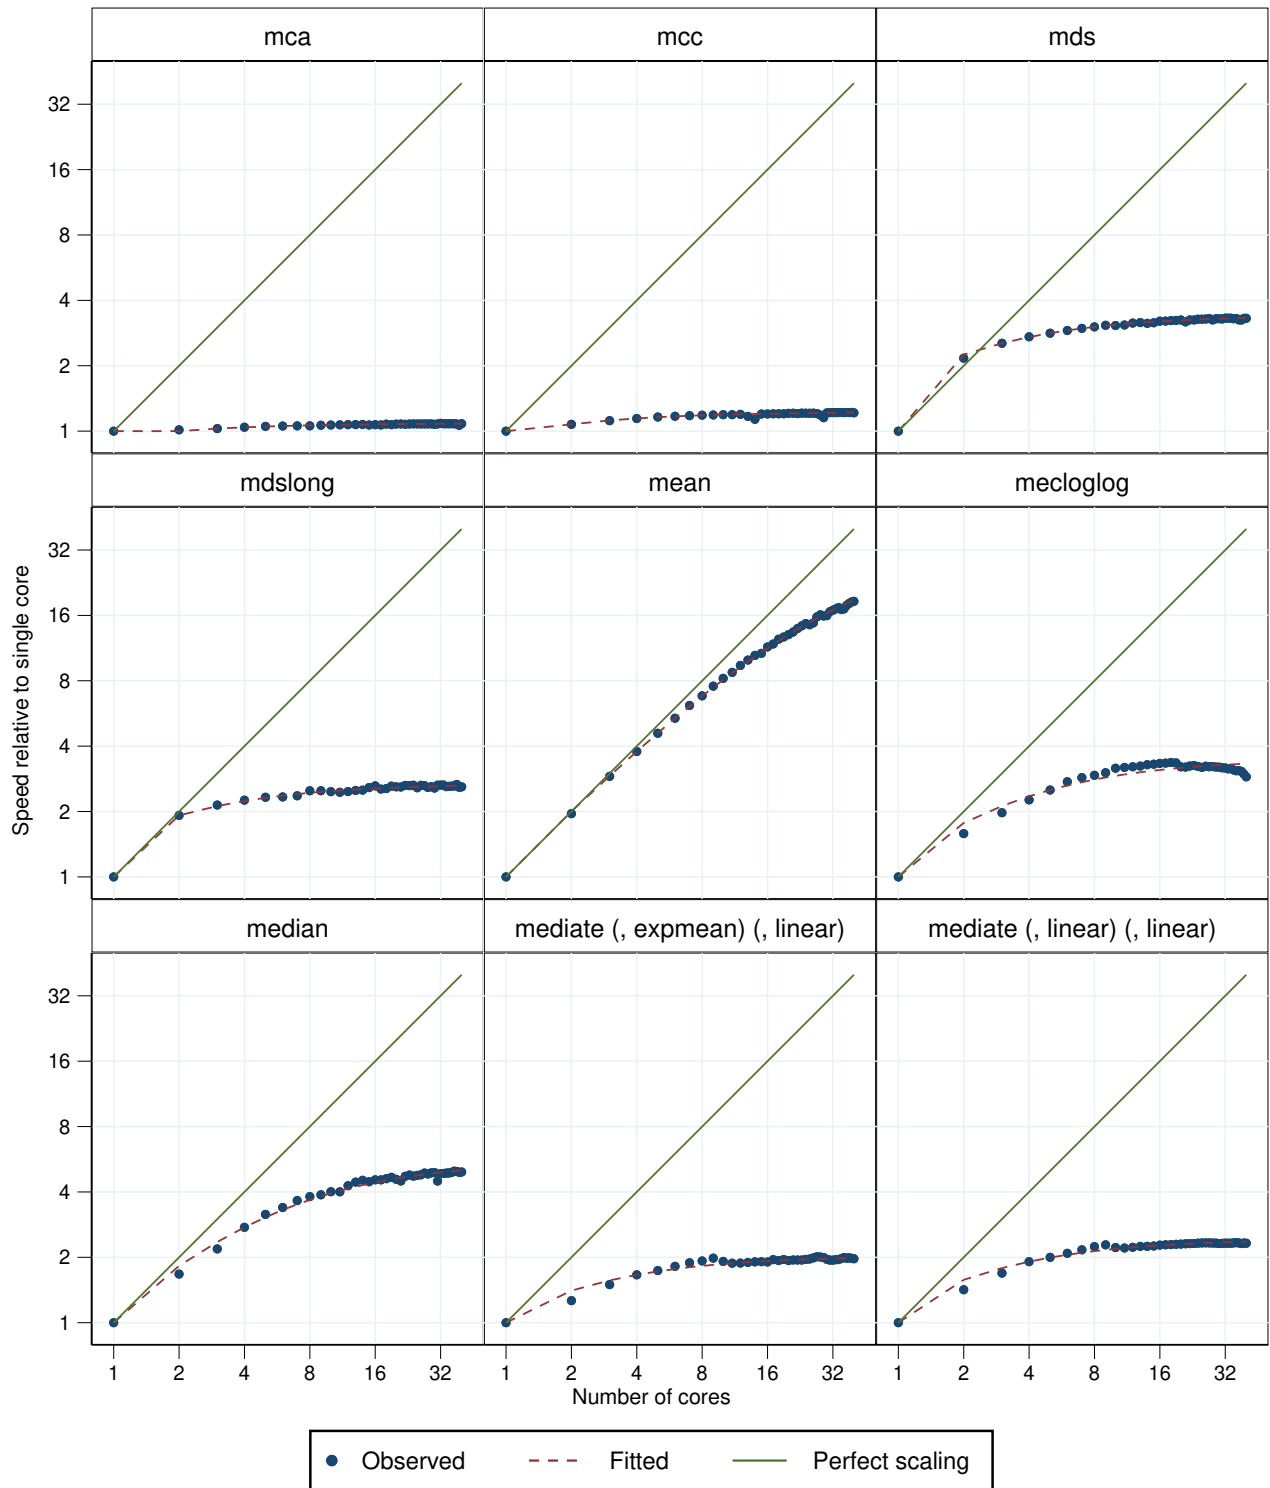 mca mcc mds
32
16
8
4
2
1
mdslong mean mecloglog
32
16
8
4
2
1
Speed relative to single core
median mediate (, expmean) (, linear) mediate (, linear) (, linear)
32
16
8
4
2
1
1 2 4 8 16 32 1 2 4 8 16 32 1 2 4 8 16 32
Number of cores
Observed Fitted Perfect scaling